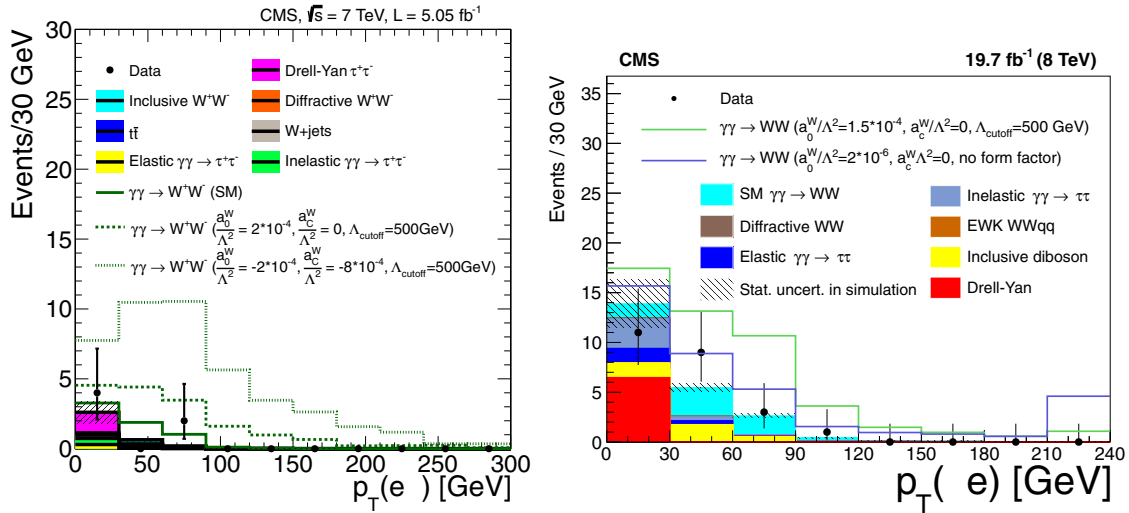 CMS, √s = 7 TeV, L = 5.05 fb⁻¹
Events/30 GeV
30
25
20
15
10
5
0
Data
Drell-Yan τ⁺τ⁻
Inclusive W⁺W⁻
Diffractive W⁺W⁻
tt̄
W+jets
Elastic γγ → τ⁺τ⁻
Inelastic γγ → τ⁺τ⁻
γγ → W⁺W⁻ (SM)
γγ → W⁺W⁻ (a₀ᵂ/Λ² = 2*10⁻⁴, a_C^W/Λ² = 0, Λcutoff=500GeV)
γγ → W⁺W⁻ (a₀ᵂ/Λ² = -2*10⁻⁴, a_C^W/Λ² = -8*10⁻⁴, Λcutoff=500GeV)
0 50 100 150 200 250 300
p_T(e ) [GeV]
CMS 19.7 fb⁻¹ (8 TeV)
Events / 30 GeV
35
30
25
20
15
10
5
0
Data
γγ → WW (a₀ᵂ/Λ²=1.5*10⁻⁴, a_c^W/Λ²=0, Λcutoff=500 GeV)
γγ → WW (a₀ᵂ/Λ²=2*10⁻⁶, a_c^WΛ²=0, no form factor)
SM γγ → WW
Inelastic γγ → ττ
Diffractive WW
EWK WWqq
Elastic γγ → ττ
Inclusive diboson
Stat. uncert. in simulation
Drell-Yan
0 30 60 90 120 150 180 210 240
p_T( e) [GeV]